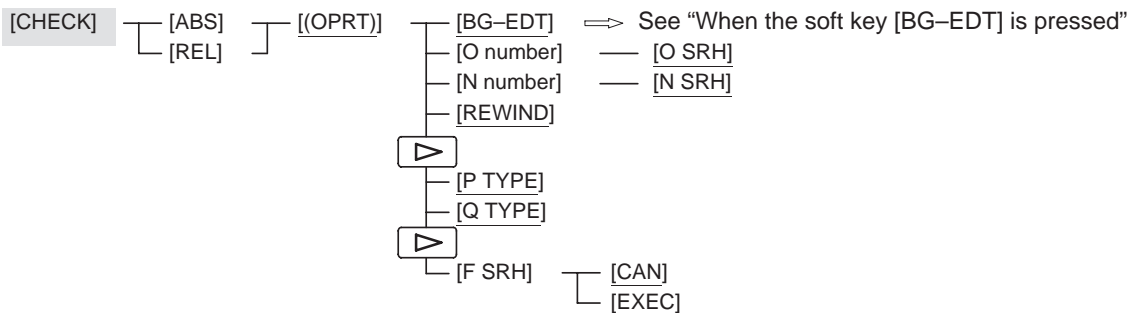 [CHECK] [ABS] [(OPRT)] [BG–EDT] See “When the soft key [BG–EDT] is pressed”
[REL] [O number] [O SRH]
[N number] [N SRH]
[REWIND]
[P TYPE]
[Q TYPE]
[F SRH] [CAN]
[EXEC]